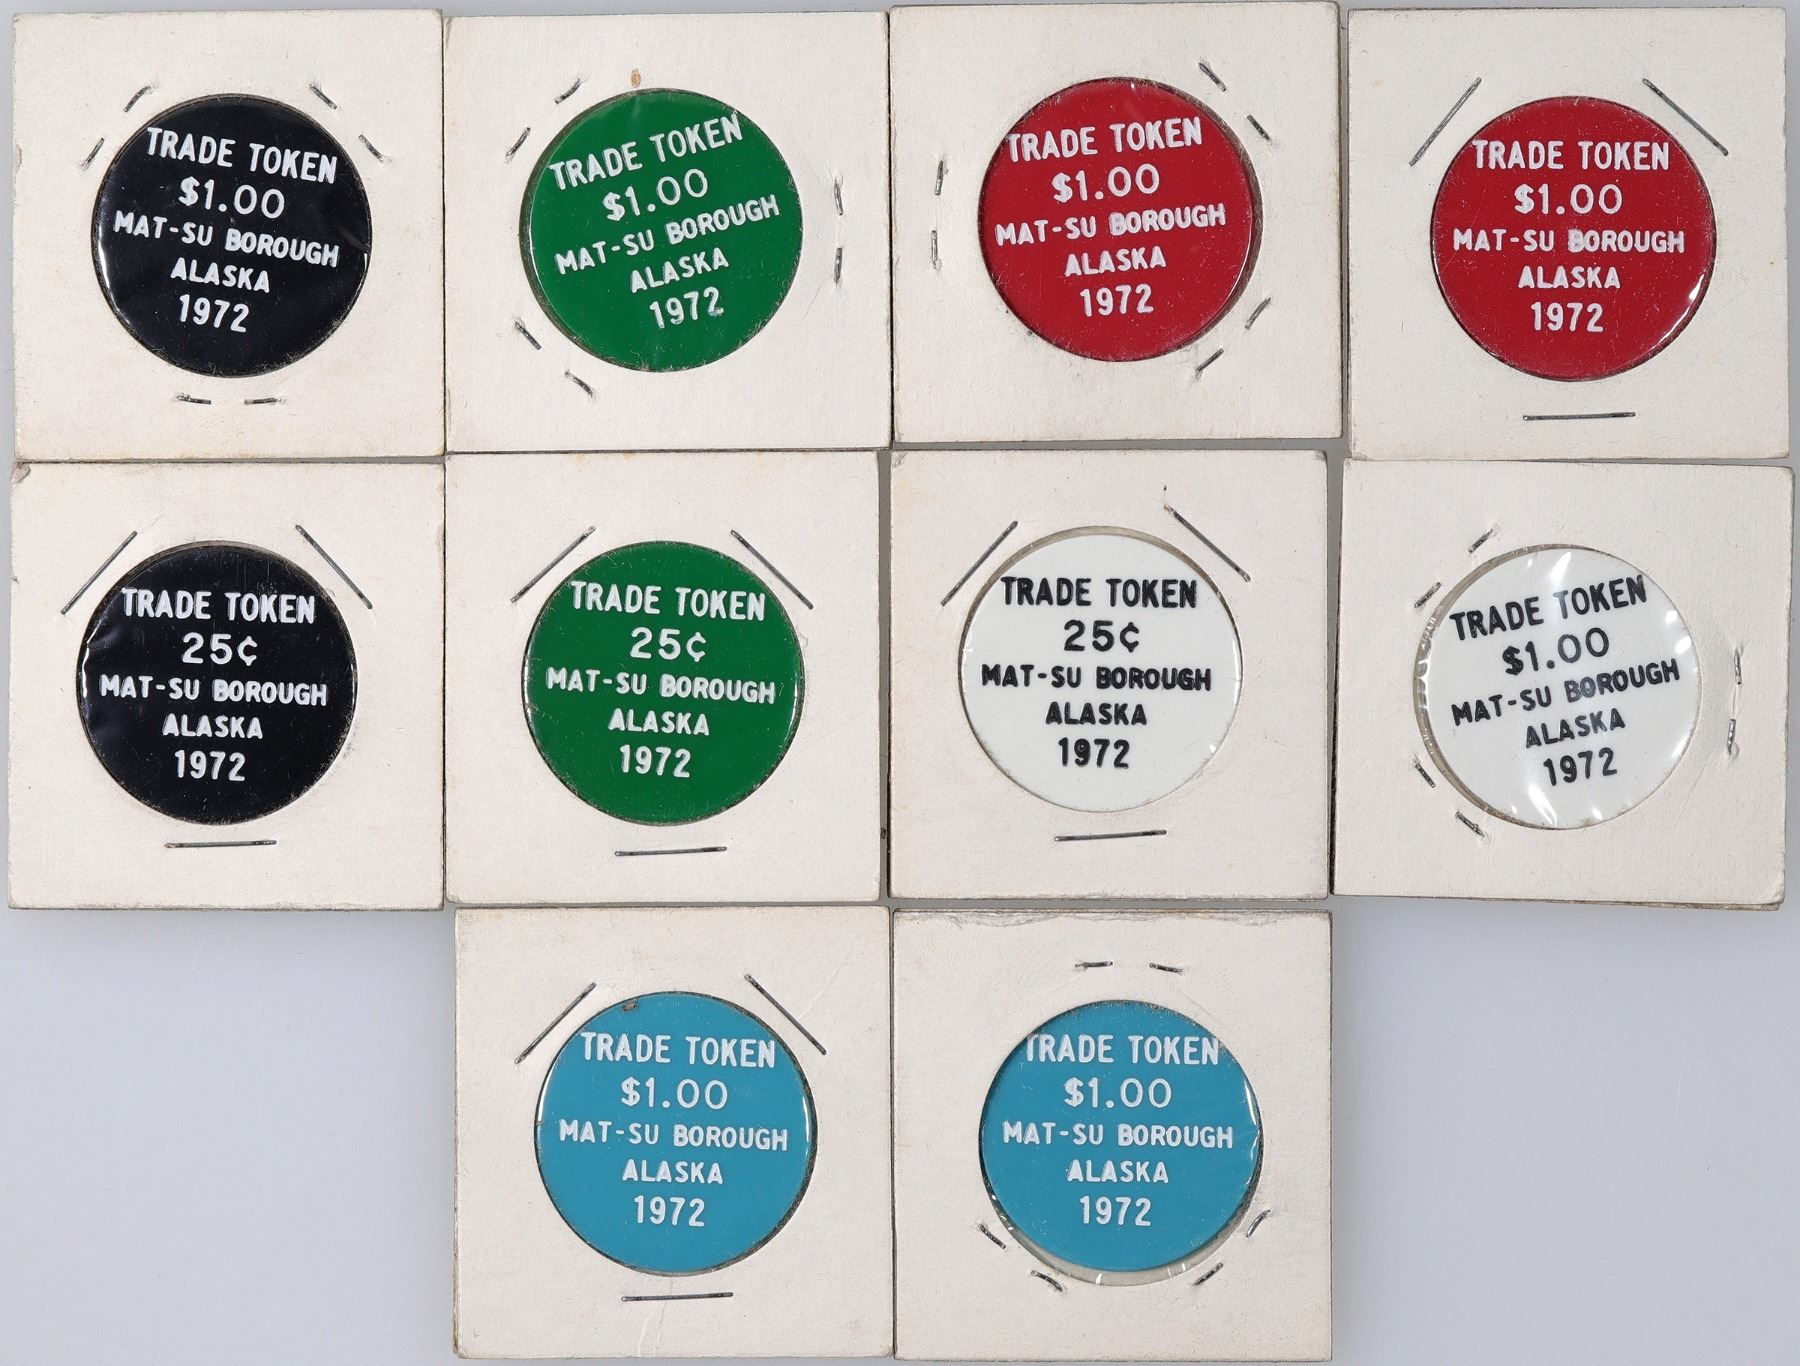 TRADE TOKEN
$1.00
MAT-SU BOROUGH
ALASKA
1972
TRADE TOKEN
$1.00
MAT-SU BOROUGH
ALASKA
1972
TRADE TOKEN
$1.00
MAT-SU BOROUGH
ALASKA
1972
TRADE TOKEN
$1.00
MAT-SU BOROUGH
ALASKA
1972
TRADE TOKEN
25¢
MAT-SU BOROUGH
ALASKA
1972
TRADE TOKEN
25¢
MAT-SU BOROUGH
ALASKA
1972
TRADE TOKEN
25¢
MAT-SU BOROUGH
ALASKA
1972
TRADE TOKEN
$1.00
MAT-SU BOROUGH
ALASKA
1972
TRADE TOKEN
$1.00
MAT-SU BOROUGH
ALASKA
1972
TRADE TOKEN
$1.00
MAT-SU BOROUGH
ALASKA
1972